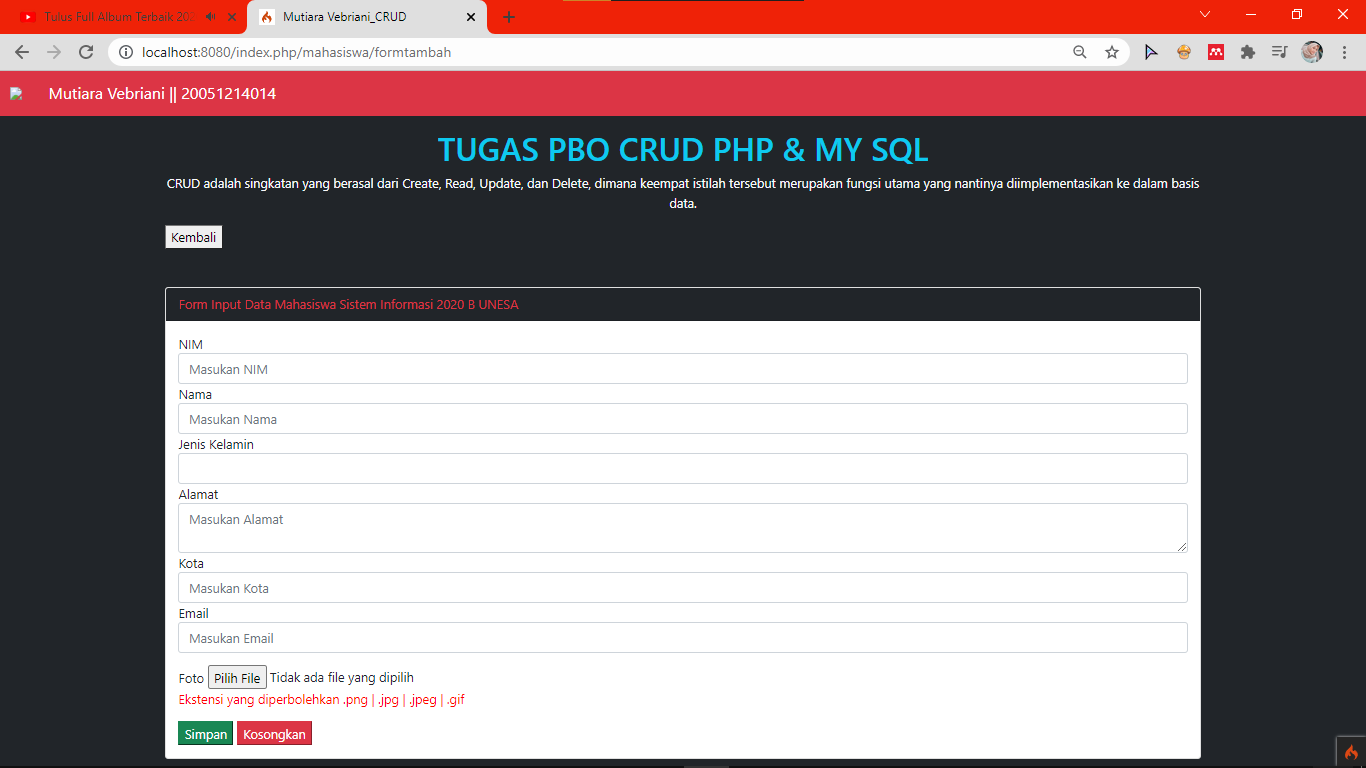 Tulus Full Album Terbaik 202
Mutiara Vebriani_CRUD
localhost:8080/index.php/mahasiswa/formtambah
Mutiara Vebriani || 20051214014
TUGAS PBO CRUD PHP & MY SQL
CRUD adalah singkatan yang berasal dari Create, Read, Update, dan Delete, dimana keempat istilah tersebut merupakan fungsi utama yang nantinya diimplementasikan ke dalam basis
data.
Kembali
Form Input Data Mahasiswa Sistem Informasi 2020 B UNESA
NIM
Masukan NIM
Nama
Masukan Nama
Jenis Kelamin
Alamat
Masukan Alamat
Kota
Masukan Kota
Email
Masukan Email
Foto Pilih File Tidak ada file yang dipilih
Ekstensi yang diperbolehkan .png | .jpg | .jpeg | .gif
Simpan Kosongkan